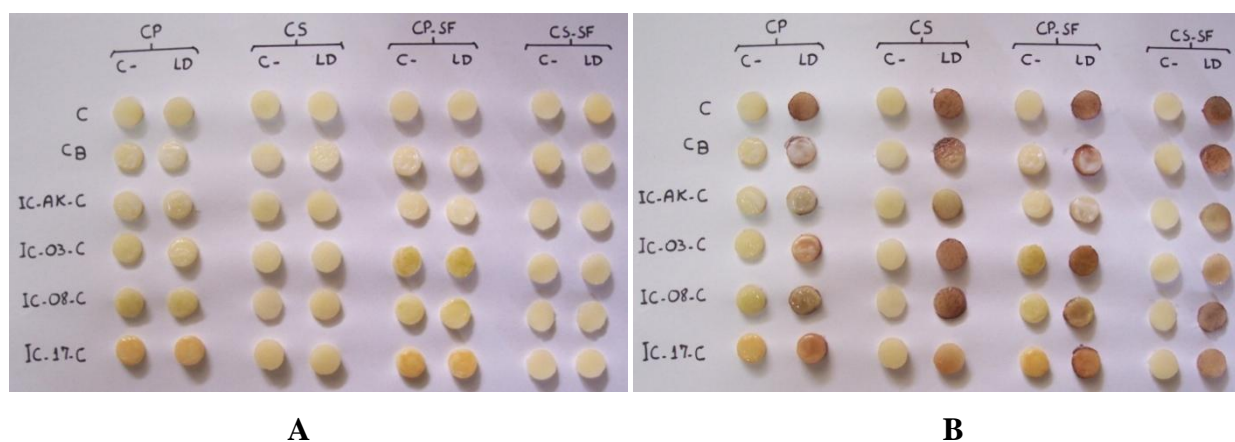 CP CS CP-SF CS-SF
C- LD C- LD C- LD C- LD
C
CB
IC-AK-C
IC-03-C
IC-08-C
IC-17-C
CP CS CP-SF CS-SF
C- LD C- LD C- LD C- LD
C
CB
IC-AK-C
IC-03-C
IC-08-C
IC-17-C
A B